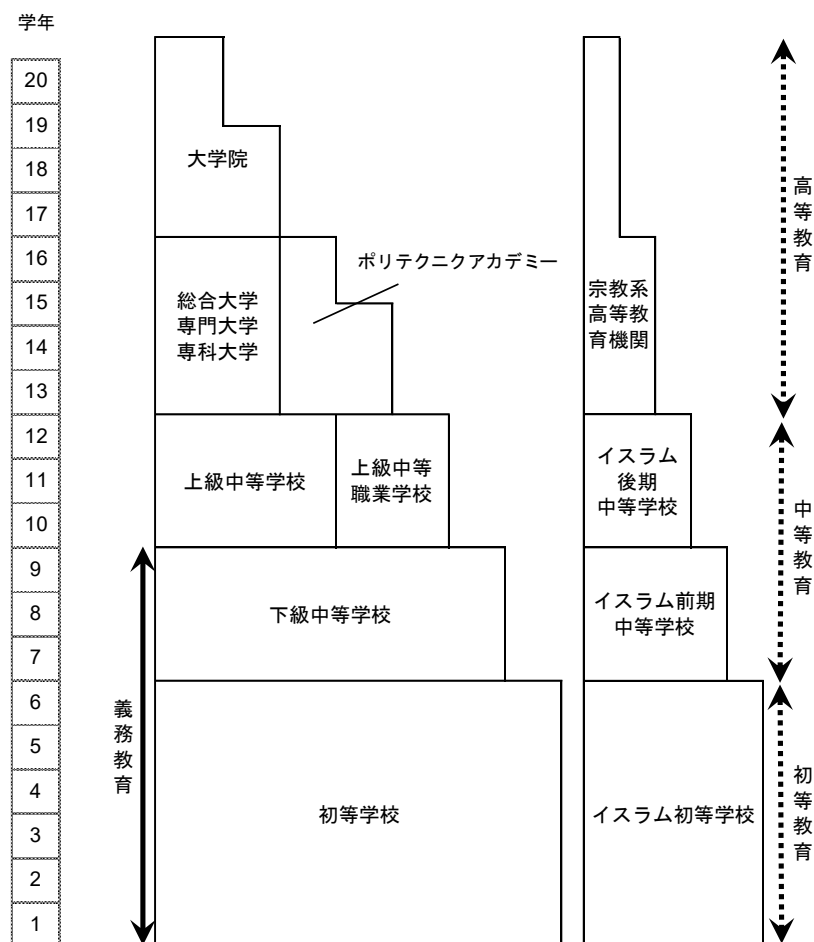 学年
20
19
18
17
16
15
14
13
12
11
10
9
8
7
6
5
4
3
2
1
大学院
ポリテクニクアカデミー
総合大学
専門大学
専科大学
上級中等学校
上級中等
職業学校
下級中等学校
初等学校
義務教育
宗教系
高等教
育機関
イスラム
後期
中等学校
イスラム前期
中等学校
イスラム初等学校
高等教育
中等教育
初等教育